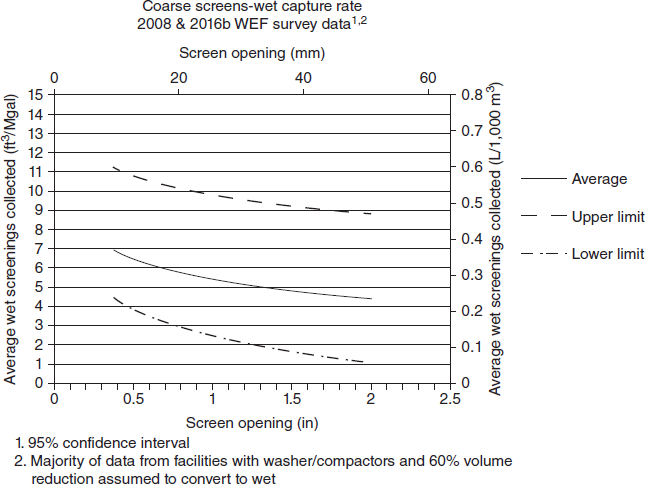 Coarse screens-wet capture rate
2008 & 2016b WEF survey data1,2
Screen opening (mm)
0 20 40 60
Average wet screenings collected (ft3/Mgal)
15
14
13
12
11
10
9
8
7
6
5
4
3
2
1
0
0.8
0.7
0.6
0.5
0.4
0.3
0.2
0.1
0
Average wet screenings collected (L/1,000 m3)
Average
Upper limit
Lower limit
0 0.5 1 1.5 2 2.5
Screen opening (in)
1. 95% confidence interval
2. Majority of data from facilities with washer/compactors and 60% volume
reduction assumed to convert to wet